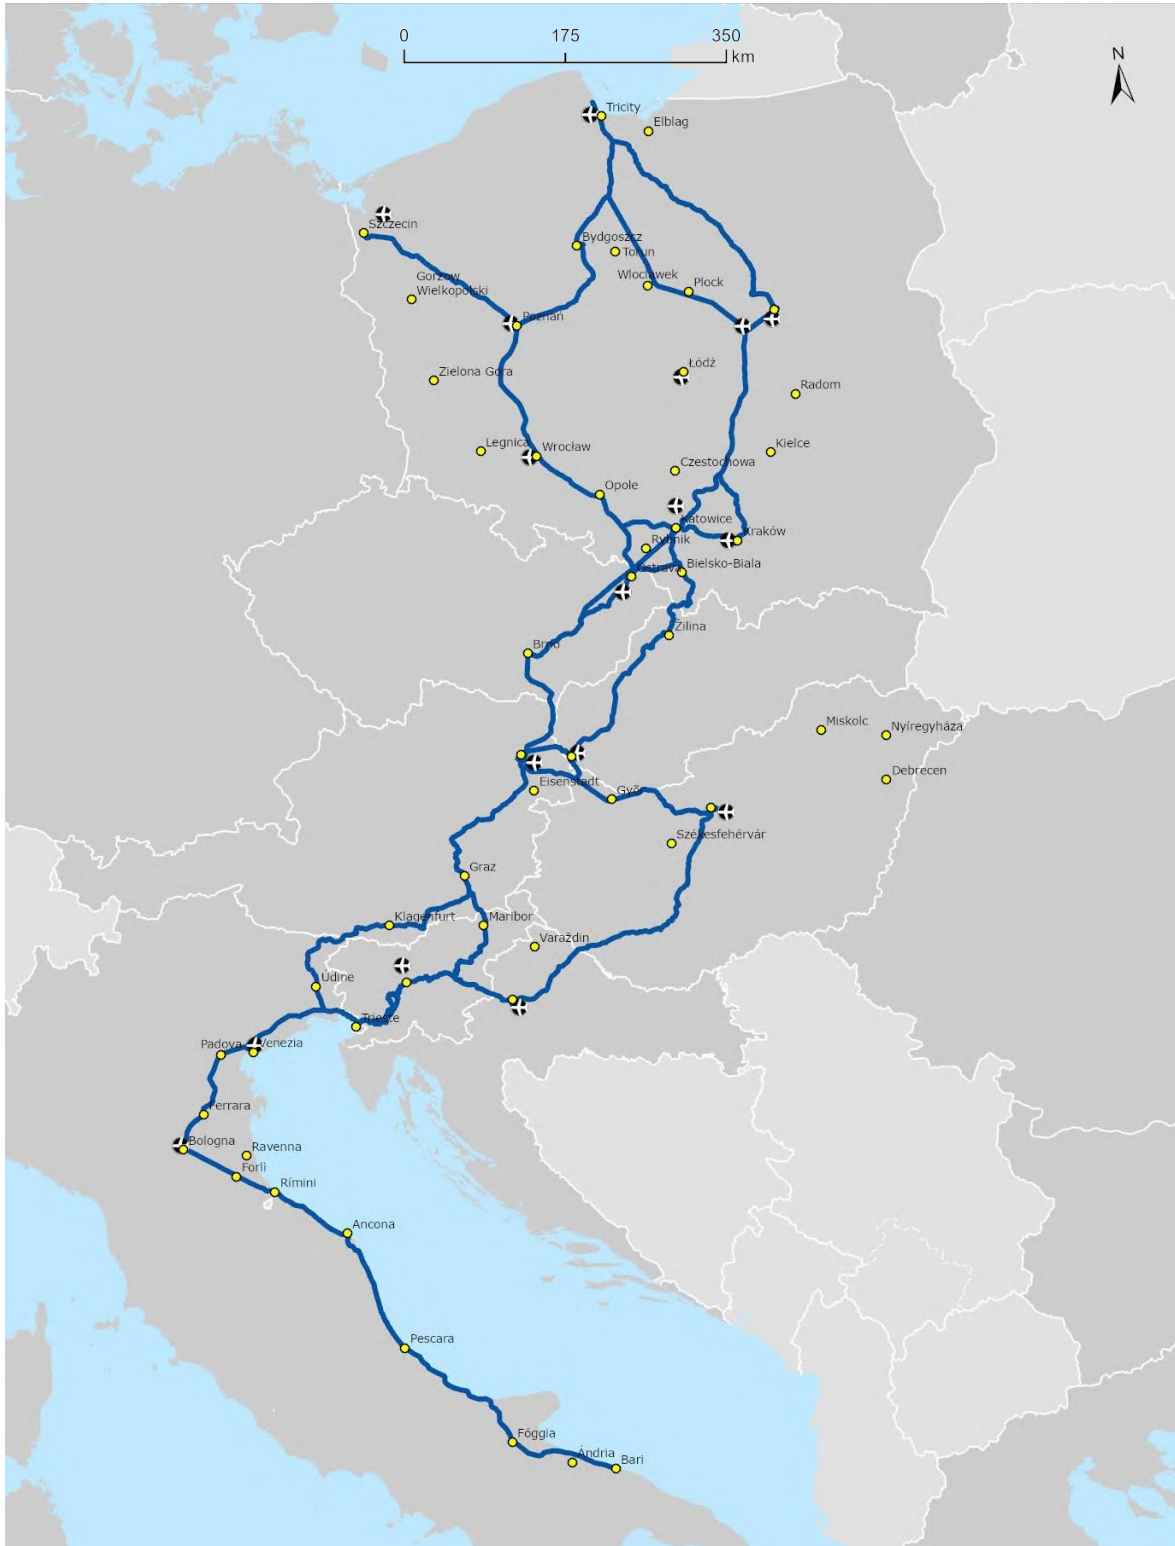 0 175 350
km
N
Tricity
Elblag
Szczecin
Bydgoszcz
Torun
Gorzow
Wielkopolski
Wloclawek
Plock
Poznań
Łódź
Zielona Gora
Radom
Legnica
Wrocław
Kielce
Czestochowa
Opole
Katowice
Kraków
Rybnik
Ostrava
Bielsko-Biala
Žilina
Brno
Miskolc
Nyíregyháza
Debrecen
Eisenstadt
Győr
Székesfehérvár
Graz
Klagenfurt
Maribor
Varaždin
Udine
Trieste
Padova
Venezia
Ferrara
Bologna
Ravenna
Forlì
Rímini
Ancona
Pescara
Fóggia
Ándria
Bari